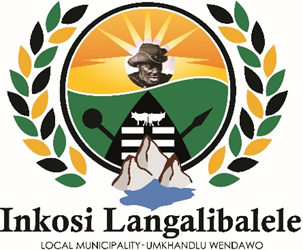 Inkosi Langalibalele
LOCAL MUNICIPALITY-UMKHANDLU WENDAWO